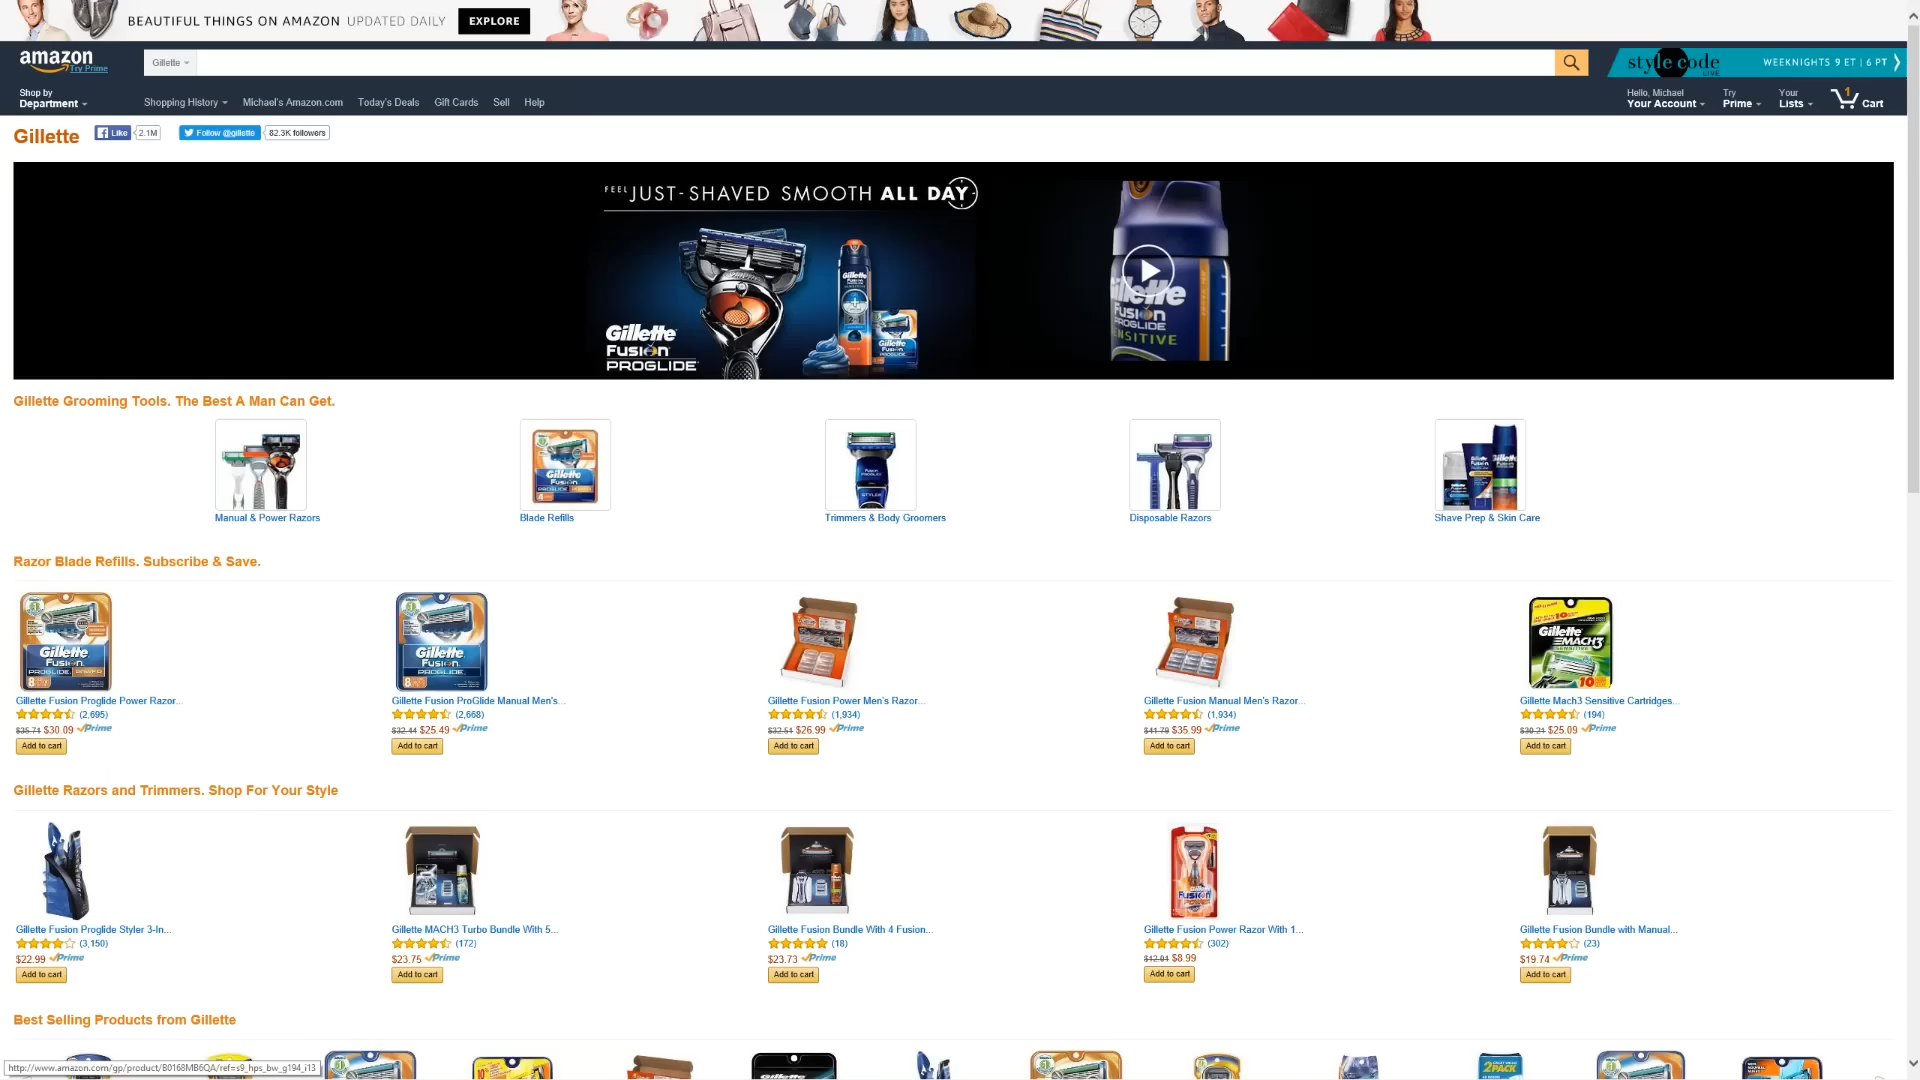 BEAUTIFUL THINGS ON AMAZON UPDATED DAILY EXPLORE
amazon
Try Prime
Gillette
style code
LIVE
WEEKNIGHTS 9 ET | 6 PT
Shop by
Department
Shopping History
Michael's Amazon.com
Today's Deals
Gift Cards
Sell
Help
Hello, Michael
Your Account
Try
Prime
Your
Lists
1
Cart
Gillette
Like 2.1M
Follow @gillette 82.3K followers
FEEL JUST-SHAVED SMOOTH ALL DAY
Gillette
FUSION
PROGLIDE
Gillette
Fusion
PROGLIDE
SENSITIVE
Gillette Grooming Tools. The Best A Man Can Get.
Manual & Power Razors
Blade Refills
Trimmers & Body Groomers
Disposable Razors
Shave Prep & Skin Care
Razor Blade Refills. Subscribe & Save.
Gillette Fusion Proglide Power Razor...
(2,695)
$35.71 $30.09 Prime
Add to cart
Gillette Fusion ProGlide Manual Men's...
(2,668)
$32.44 $25.49 Prime
Add to cart
Gillette Fusion Power Men's Razor...
(1,934)
$32.51 $26.99 Prime
Add to cart
Gillette Fusion Manual Men's Razor...
(1,934)
$41.79 $35.99 Prime
Add to cart
Gillette Mach3 Sensitive Cartridges...
(194)
$30.21 $25.09 Prime
Add to cart
Gillette Razors and Trimmers. Shop For Your Style
Gillette Fusion Proglide Styler 3-In...
(3,150)
$22.99 Prime
Add to cart
Gillette MACH3 Turbo Bundle With 5...
(172)
$23.75 Prime
Add to cart
Gillette Fusion Bundle With 4 Fusion...
(18)
$23.73 Prime
Add to cart
Gillette Fusion Power Razor With 1...
(302)
$12.01 $8.99
Add to cart
Gillette Fusion Bundle with Manual...
(23)
$19.74 Prime
Add to cart
Best Selling Products from Gillette
http://www.amazon.com/gp/product/B0168MB6QA/ref=s9_hps_bw_g194_i13